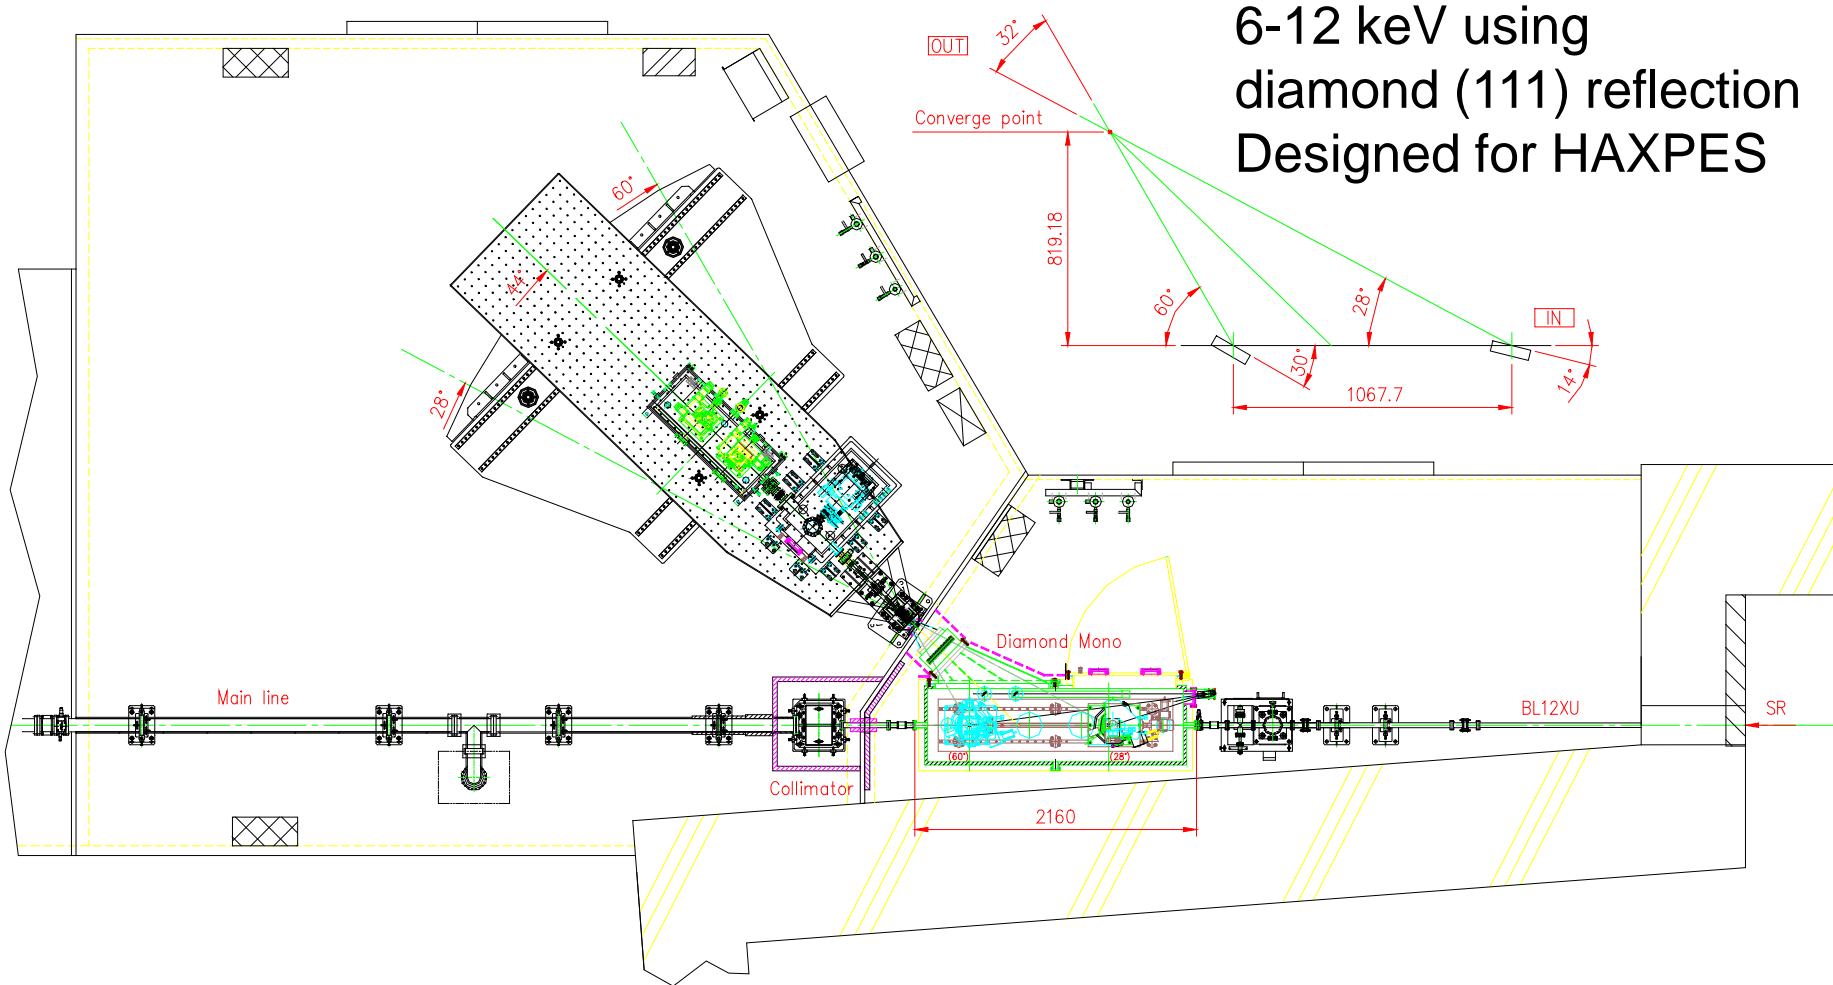 6-12 keV using
diamond (111) reflection
Designed for HAXPES
32°
OUT
Converge point
819.18
60°
28°
IN
30°
14°
1067.7
60°
44°
28°
Diamond Mono
Main line
BL12XU
SR
(60°)
(28°)
Collimator
2160